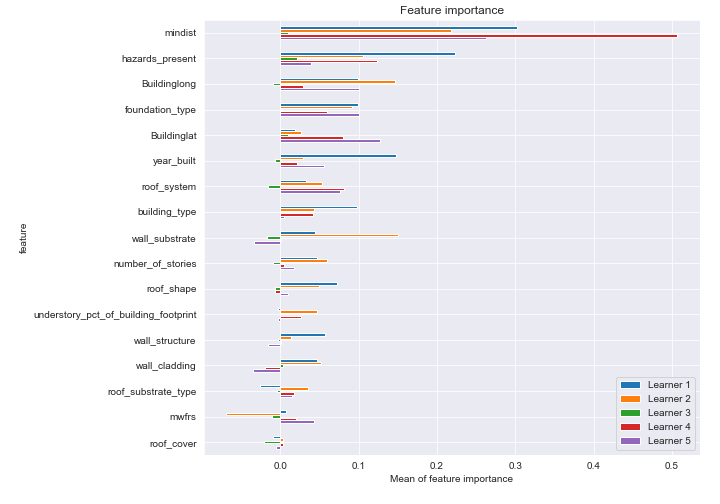 Feature importance
mindist
hazards_present
Buildinglong
foundation_type
Buildinglat
year_built
roof_system
building_type
wall_substrate
number_of_stories
roof_shape
understory_pct_of_building_footprint
wall_structure
wall_cladding
roof_substrate_type
mwfrs
roof_cover
feature
Learner 1
Learner 2
Learner 3
Learner 4
Learner 5
0.0 0.1 0.2 0.3 0.4 0.5
Mean of feature importance